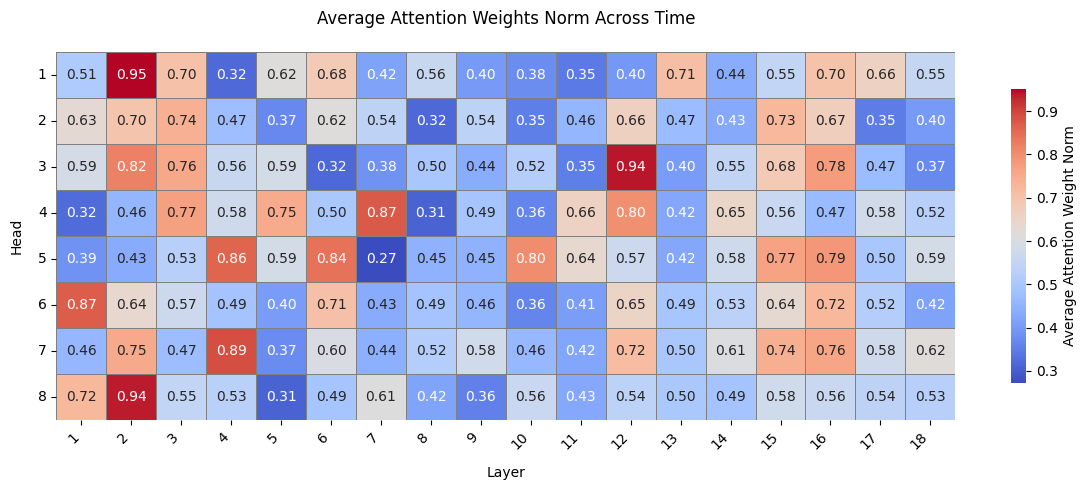 Average Attention Weights Norm Across Time
Head
1 0.51 0.95 0.70 0.32 0.62 0.68 0.42 0.56 0.40 0.38 0.35 0.40 0.71 0.44 0.55 0.70 0.66 0.55
2 0.63 0.70 0.74 0.47 0.37 0.62 0.54 0.32 0.54 0.35 0.46 0.66 0.47 0.43 0.73 0.67 0.35 0.40
3 0.59 0.82 0.76 0.56 0.59 0.32 0.38 0.50 0.44 0.52 0.35 0.94 0.40 0.55 0.68 0.78 0.47 0.37
4 0.32 0.46 0.77 0.58 0.75 0.50 0.87 0.31 0.49 0.36 0.66 0.80 0.42 0.65 0.56 0.47 0.58 0.52
5 0.39 0.43 0.53 0.86 0.59 0.84 0.27 0.45 0.45 0.80 0.64 0.57 0.42 0.58 0.77 0.79 0.50 0.59
6 0.87 0.64 0.57 0.49 0.40 0.71 0.43 0.49 0.46 0.36 0.41 0.65 0.49 0.53 0.64 0.72 0.52 0.42
7 0.46 0.75 0.47 0.89 0.37 0.60 0.44 0.52 0.58 0.46 0.42 0.72 0.50 0.61 0.74 0.76 0.58 0.62
8 0.72 0.94 0.55 0.53 0.31 0.49 0.61 0.42 0.36 0.56 0.43 0.54 0.50 0.49 0.58 0.56 0.54 0.53
1 2 3 4 5 6 7 8 9 10 11 12 13 14 15 16 17 18
Layer
0.9
0.8
0.7
0.6
0.5
0.4
0.3
Average Attention Weight Norm